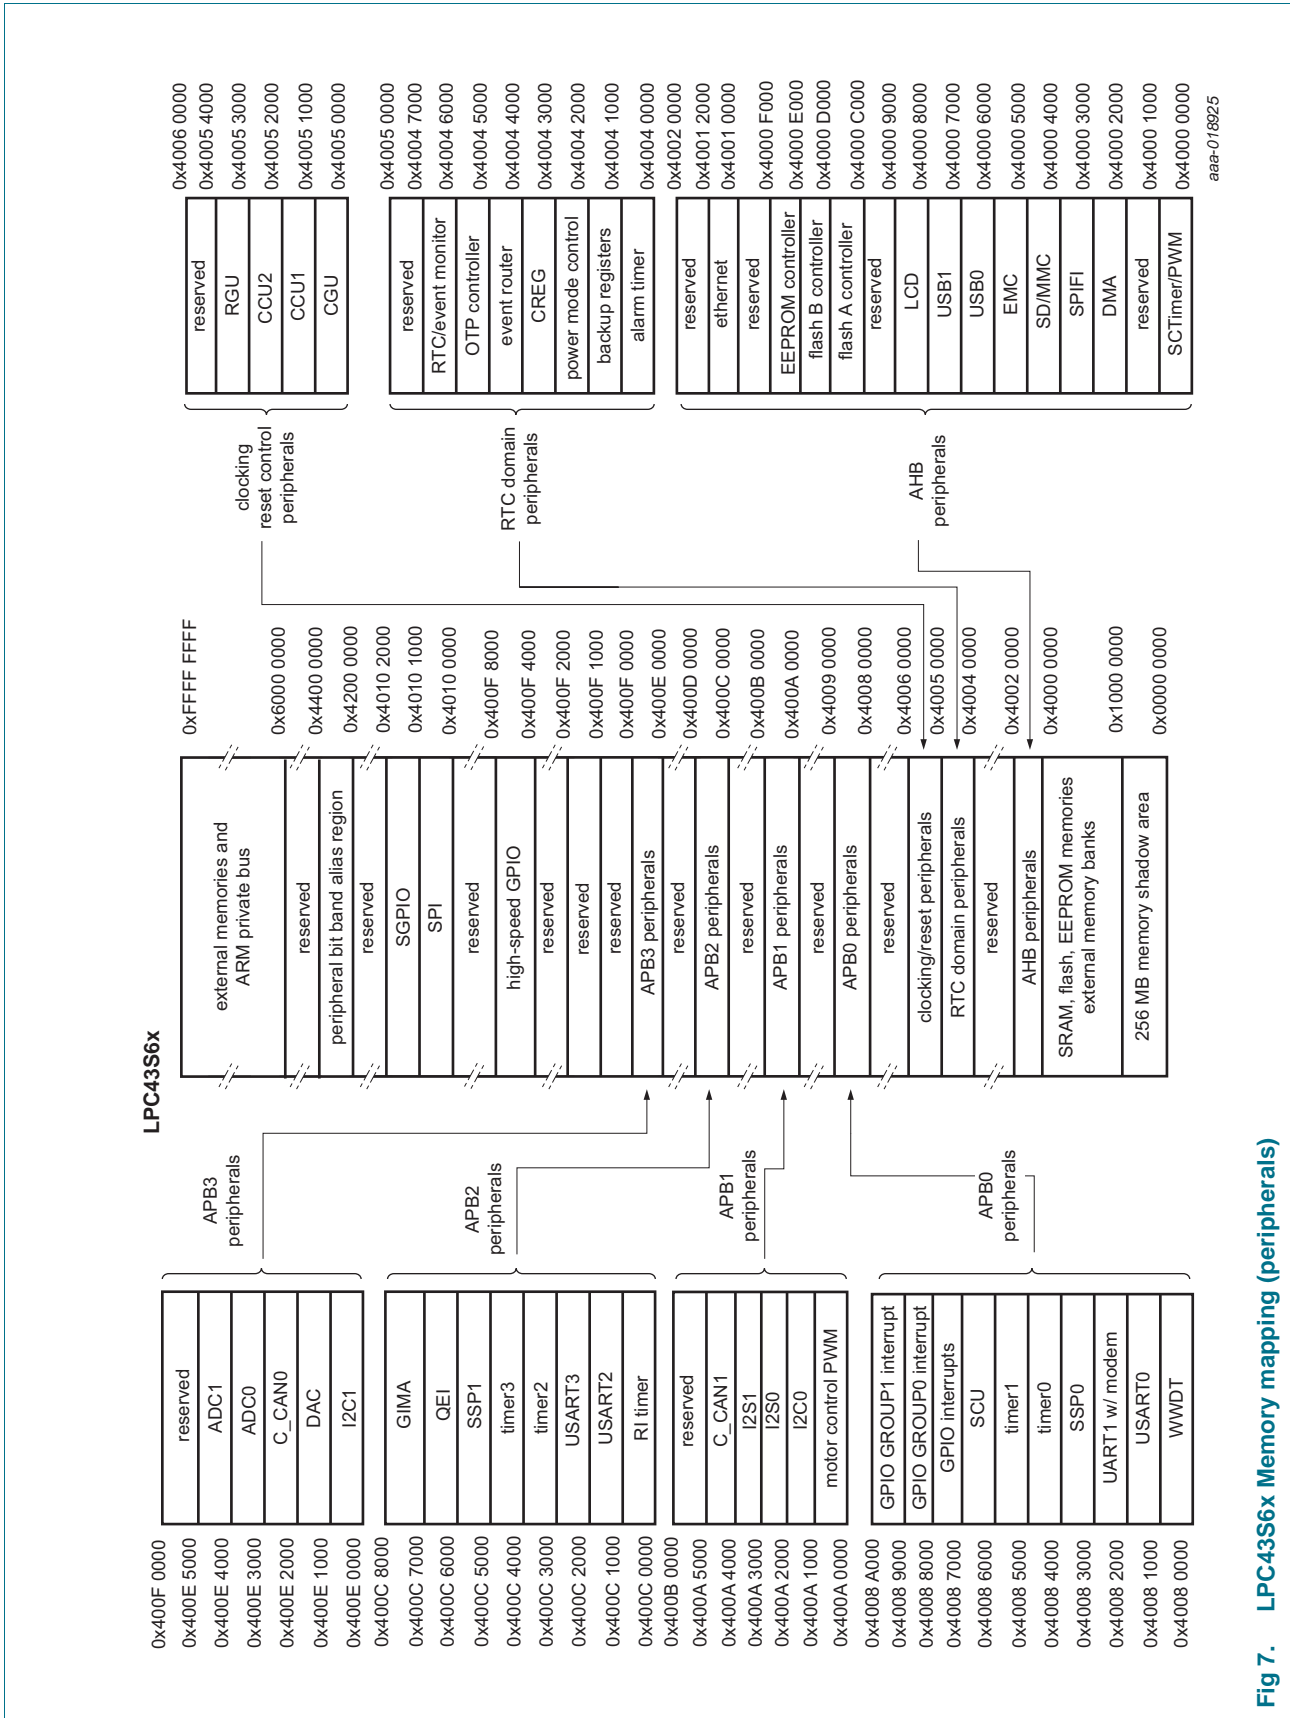 LPC43S6x
0x400F 0000
reserved
0x400E 5000
ADC1
0x400E 4000
ADC0
0x400E 3000
C_CAN0
0x400E 2000
DAC
0x400E 1000
I2C1
0x400E 0000
APB3
peripherals
0x400C 8000
GIMA
0x400C 7000
QEI
0x400C 6000
SSP1
0x400C 5000
timer3
0x400C 4000
timer2
0x400C 3000
USART3
0x400C 2000
USART2
0x400C 1000
RI timer
0x400C 0000
APB2
peripherals
0x400B 0000
reserved
0x400A 5000
C_CAN1
0x400A 4000
I2S1
0x400A 3000
I2S0
0x400A 2000
I2C0
0x400A 1000
motor control PWM
0x400A 0000
APB1
peripherals
0x4008 A000
GPIO GROUP1 interrupt
0x4008 9000
GPIO GROUP0 interrupt
0x4008 8000
GPIO interrupts
0x4008 7000
SCU
0x4008 6000
timer1
0x4008 5000
timer0
0x4008 4000
SSP0
0x4008 3000
UART1 w/ modem
0x4008 2000
USART0
0x4008 1000
WWDT
0x4008 0000
APB0
peripherals
0xFFFF FFFF
external memories and
ARM private bus
0x6000 0000
reserved
0x4400 0000
peripheral bit band alias region
0x4200 0000
reserved
0x4010 2000
SGPIO
0x4010 1000
SPI
0x4010 0000
reserved
0x400F 8000
high-speed GPIO
0x400F 4000
reserved
0x400F 2000
reserved
0x400F 1000
reserved
0x400F 0000
APB3 peripherals
0x400E 0000
reserved
0x400D 0000
APB2 peripherals
0x400C 0000
reserved
0x400B 0000
APB1 peripherals
0x400A 0000
reserved
0x4009 0000
APB0 peripherals
0x4008 0000
reserved
0x4006 0000
clocking/reset peripherals
0x4005 0000
RTC domain peripherals
0x4004 0000
reserved
0x4002 0000
AHB peripherals
0x4000 0000
SRAM, flash, EEPROM memories
external memory banks
0x1000 0000
256 MB memory shadow area
0x0000 0000
clocking
reset control
peripherals
0x4006 0000
reserved
0x4005 4000
RGU
0x4005 3000
CCU2
0x4005 2000
CCU1
0x4005 1000
CGU
0x4005 0000
RTC domain
peripherals
0x4005 0000
reserved
0x4004 7000
RTC/event monitor
0x4004 6000
OTP controller
0x4004 5000
event router
0x4004 4000
CREG
0x4004 3000
power mode control
0x4004 2000
backup registers
0x4004 1000
alarm timer
0x4004 0000
AHB
peripherals
0x4002 0000
reserved
0x4001 2000
ethernet
0x4001 0000
reserved
0x4000 F000
EEPROM controller
0x4000 E000
flash B controller
0x4000 D000
flash A controller
0x4000 C000
reserved
0x4000 9000
LCD
0x4000 8000
USB1
0x4000 7000
USB0
0x4000 6000
EMC
0x4000 5000
SD/MMC
0x4000 4000
SPIFI
0x4000 3000
DMA
0x4000 2000
reserved
0x4000 1000
SCTimer/PWM
0x4000 0000
aaa-018925
Fig 7. LPC43S6x Memory mapping (peripherals)